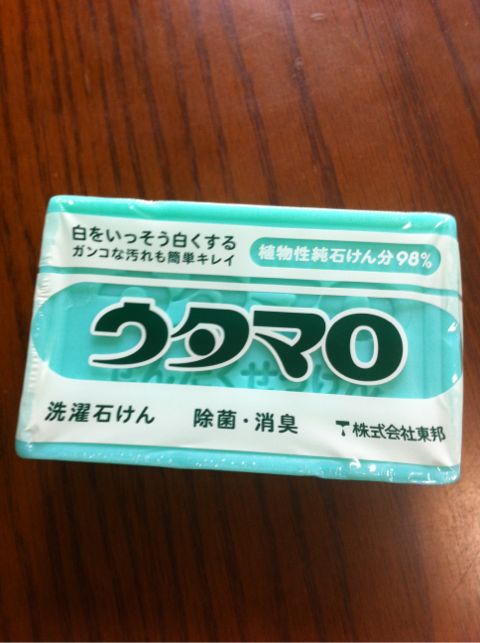 白をいっそう白くする
ガンコな汚れも簡単キレイ
植物性純石けん分98%
ウタマロ
洗濯石けん
除菌・消臭
株式会社東邦